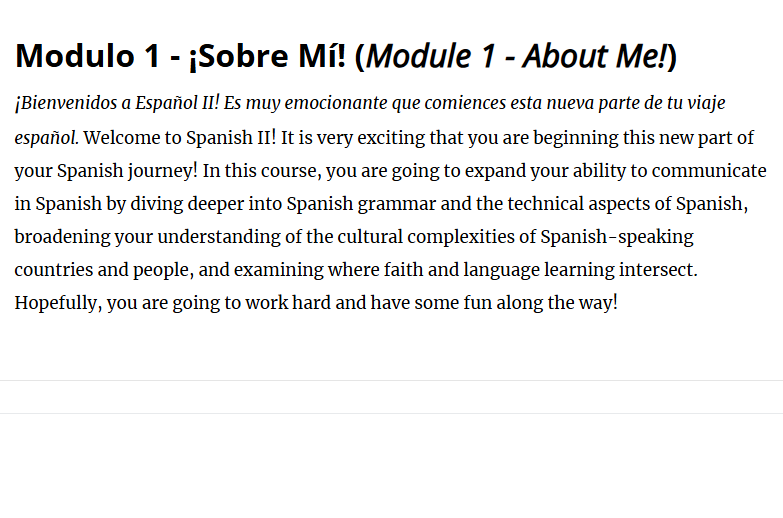 Modulo 1 - ¡Sobre Mí! (Module 1 - About Me!)
¡Bienvenidos a Español II! Es muy emocionante que comiences esta nueva parte de tu viaje
español. Welcome to Spanish II! It is very exciting that you are beginning this new part of
your Spanish journey! In this course, you are going to expand your ability to communicate
in Spanish by diving deeper into Spanish grammar and the technical aspects of Spanish,
broadening your understanding of the cultural complexities of Spanish-speaking
countries and people, and examining where faith and language learning intersect.
Hopefully, you are going to work hard and have some fun along the way!